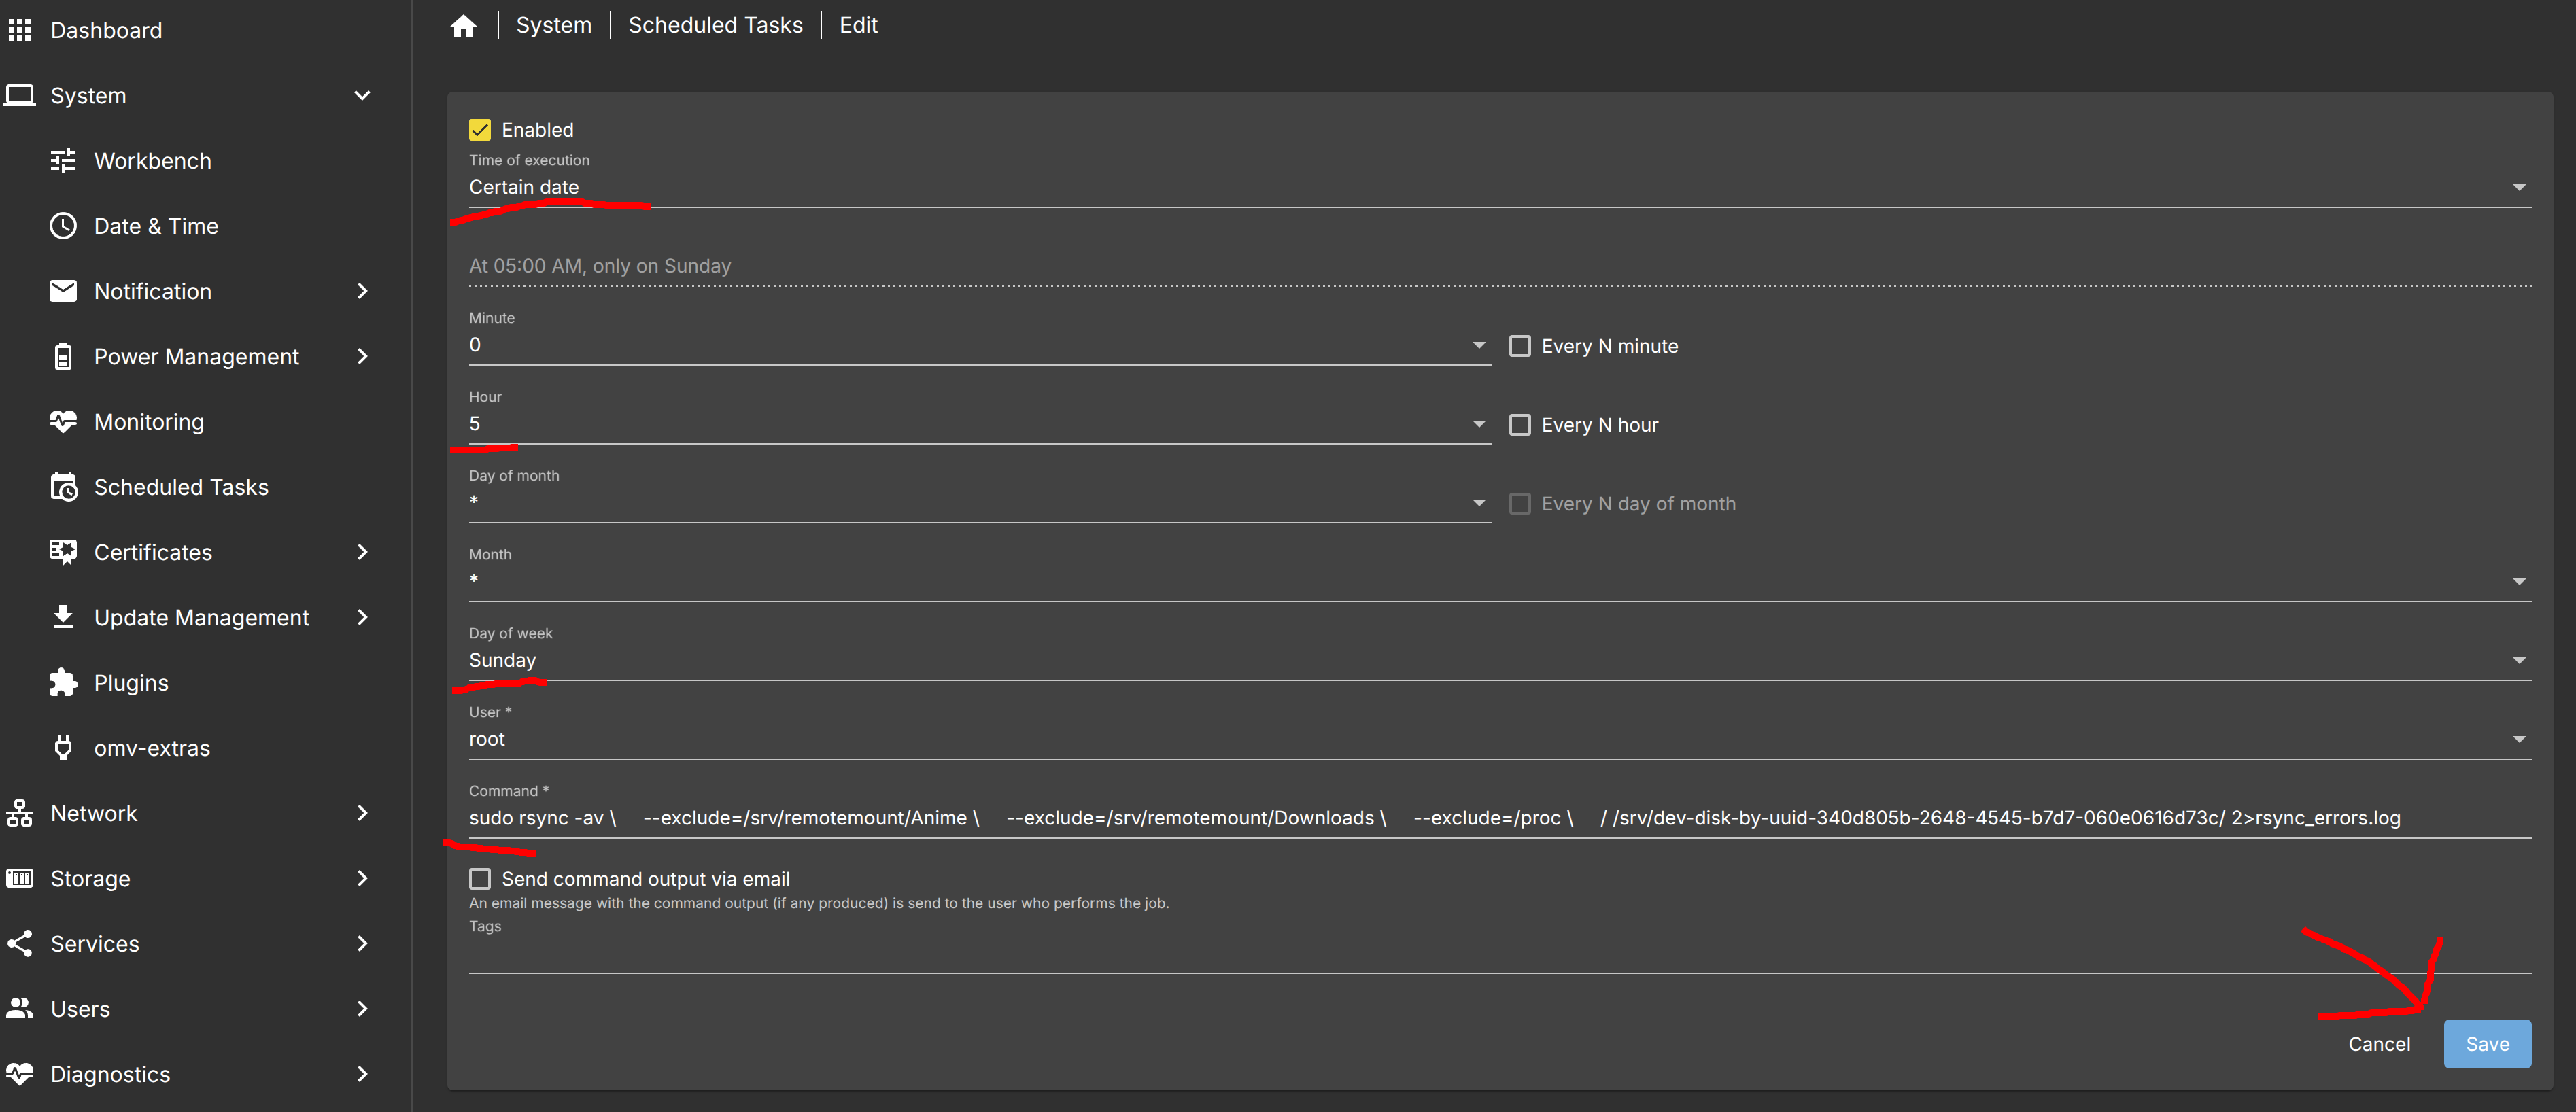 Dashboard
System
Workbench
Date & Time
Notification
Power Management
Monitoring
Scheduled Tasks
Certificates
Update Management
Plugins
omv-extras
Network
Storage
Services
Users
Diagnostics
System | Scheduled Tasks | Edit
Enabled
Time of execution
Certain date
At 05:00 AM, only on Sunday
Minute
0
Every N minute
Hour
5
Every N hour
Day of month
*
Every N day of month
Month
*
Day of week
Sunday
User *
root
Command *
sudo rsync -av \     --exclude=/srv/remotemount/Anime \     --exclude=/srv/remotemount/Downloads \     --exclude=/proc \     / /srv/dev-disk-by-uuid-340d805b-2648-4545-b7d7-060e0616d73c/ 2>rsync_errors.log
Send command output via email
An email message with the command output (if any produced) is send to the user who performs the job.
Tags
Cancel
Save